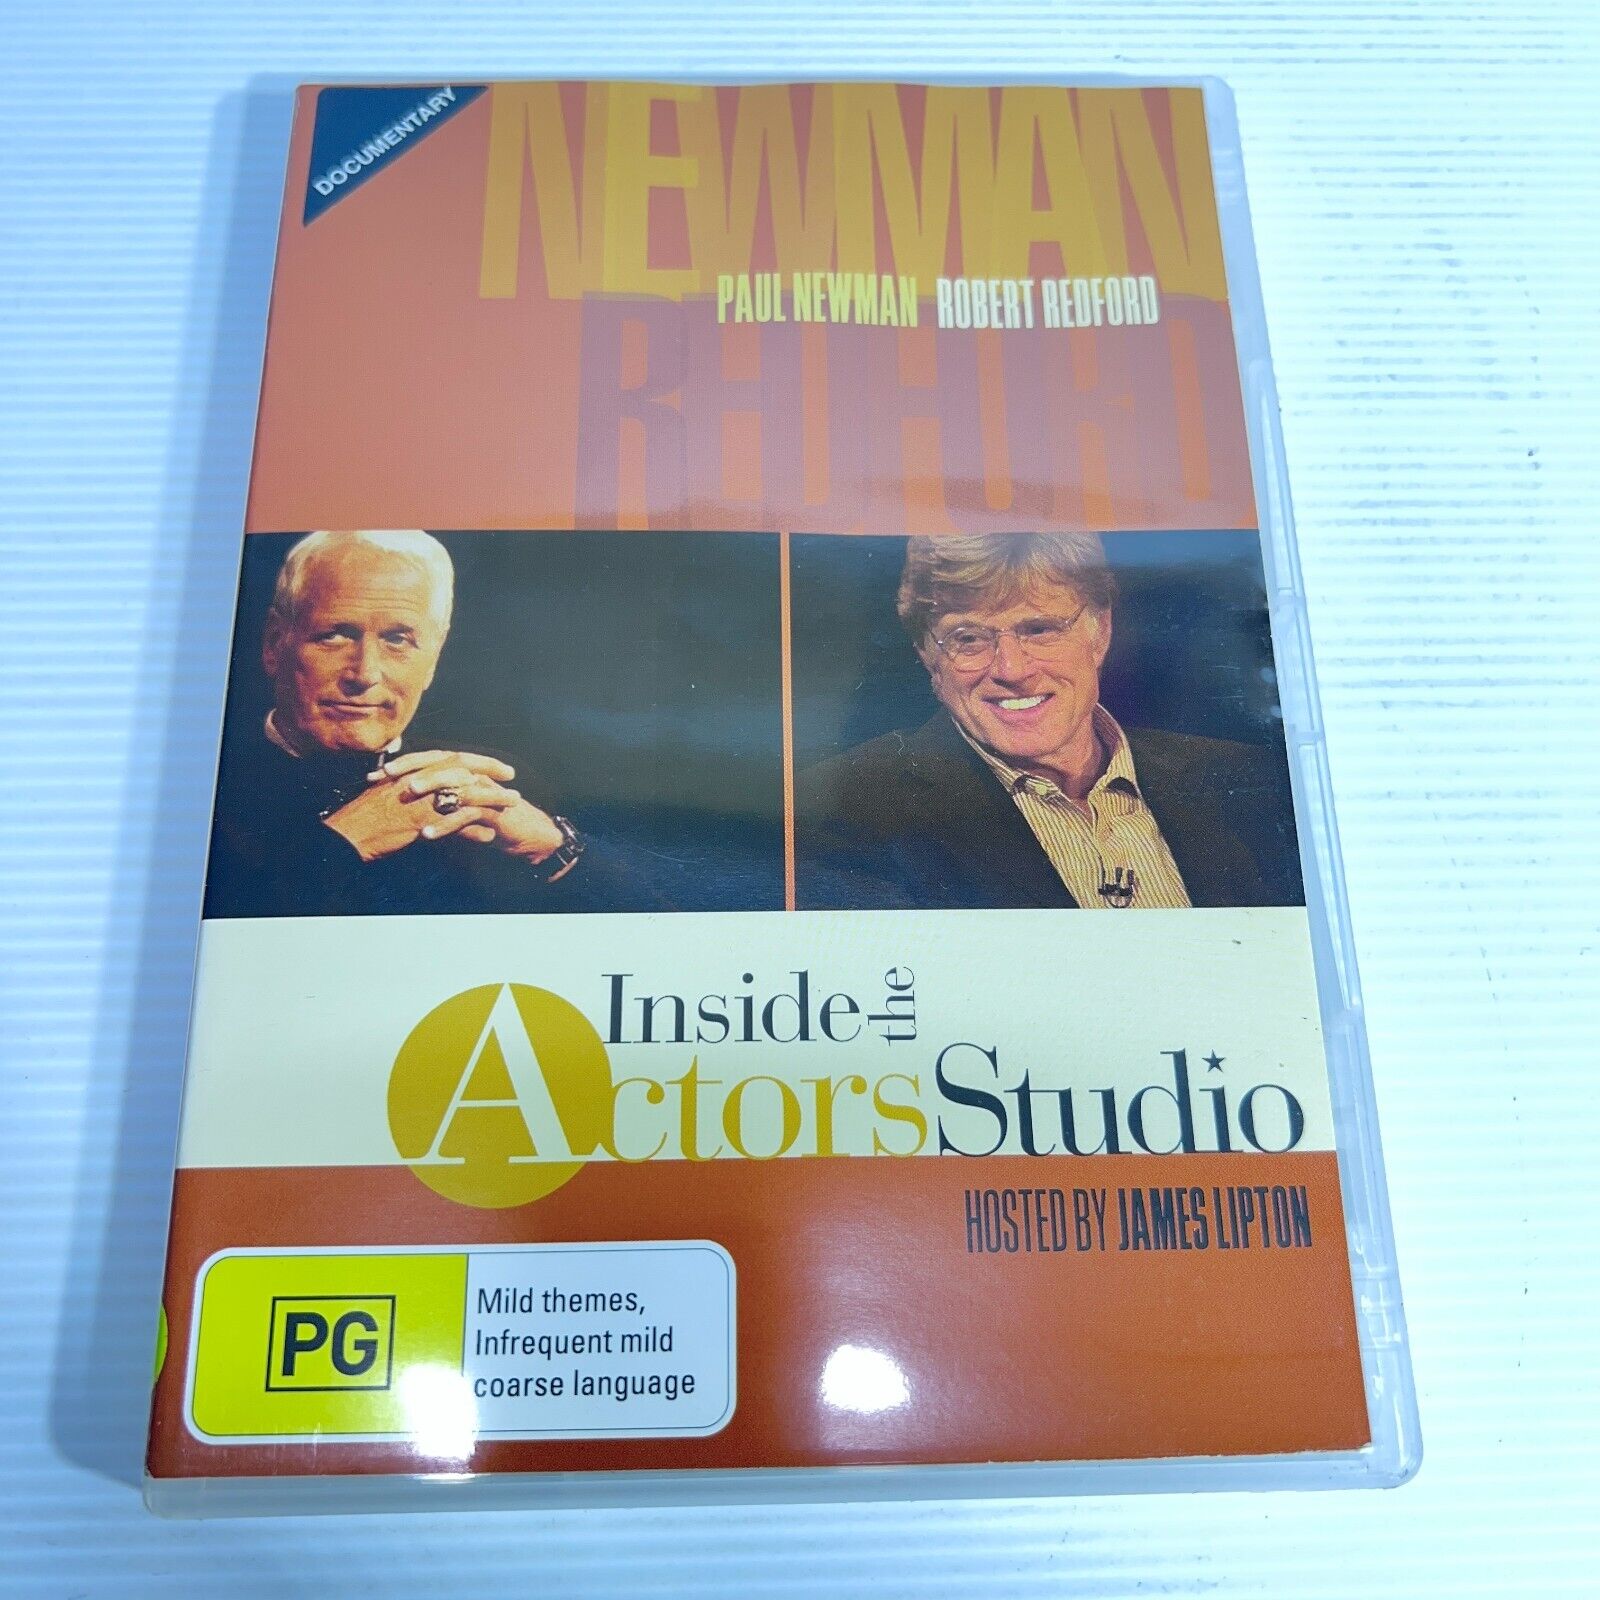 DOCUMENTARY
NEWMAN
PAUL NEWMAN ROBERT REDFORD
REDFORD
Inside the
Actors Studio
HOSTED BY JAMES LIPTON
PG
Mild themes,
Infrequent mild
coarse language